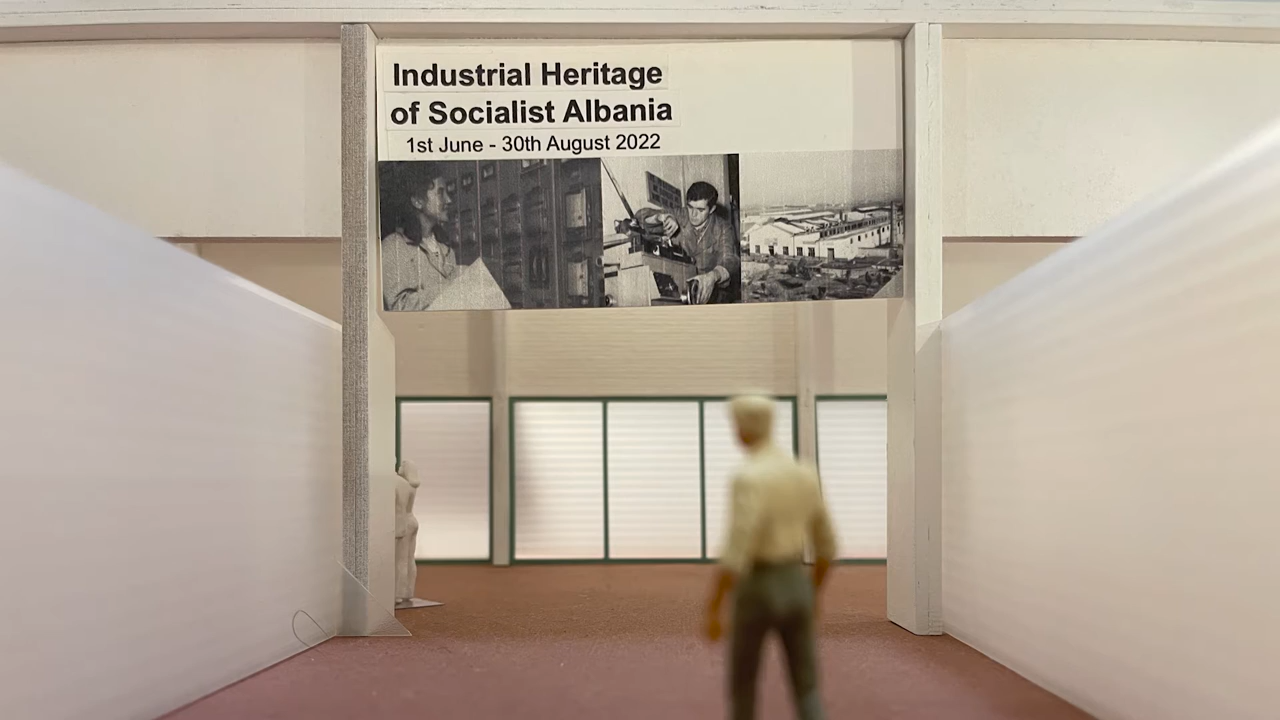 Industrial Heritage
of Socialist Albania
1st June - 30th August 2022